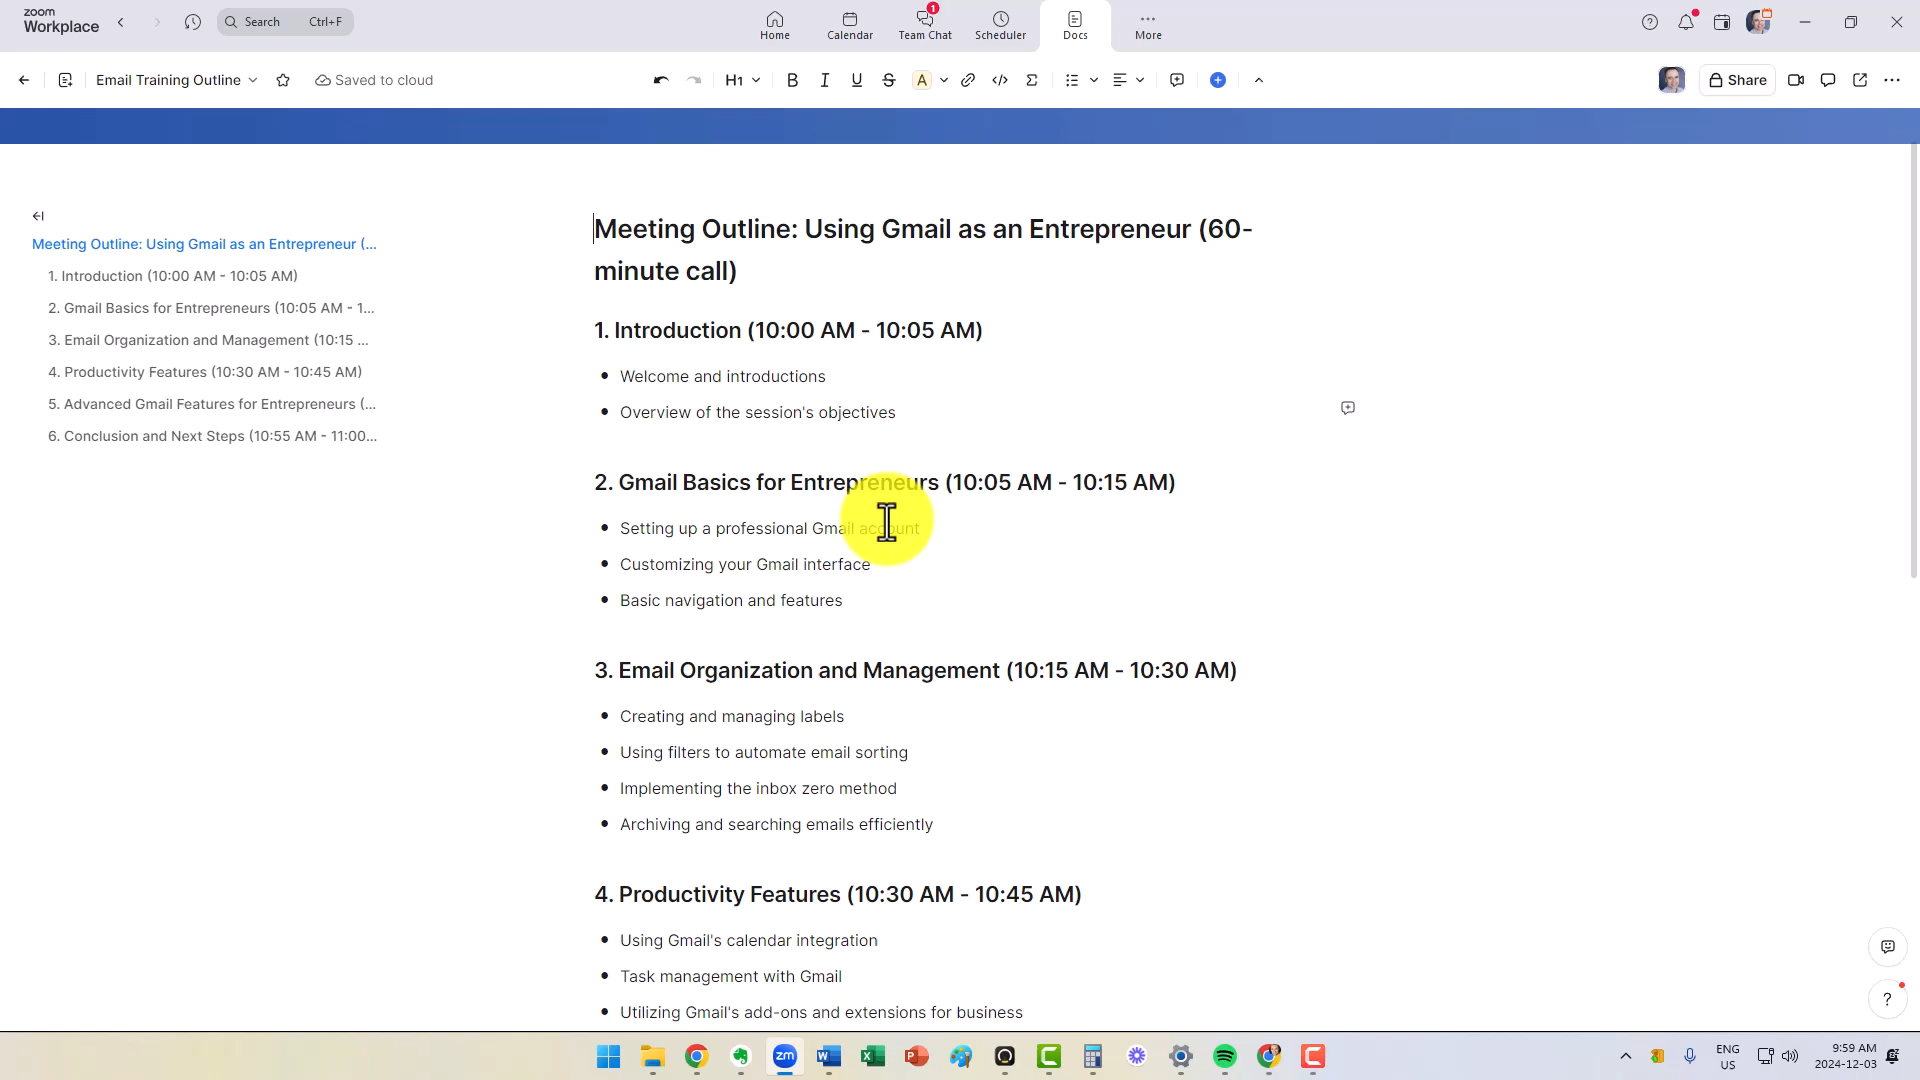 zoom
Workplace
Search Ctrl+F
Home
Calendar
1
Team Chat
Scheduler
Docs
More
Email Training Outline
Saved to cloud
H1
B I U S A
Share
Meeting Outline: Using Gmail as an Entrepreneur (...
1. Introduction (10:00 AM - 10:05 AM)
2. Gmail Basics for Entrepreneurs (10:05 AM - 1...
3. Email Organization and Management (10:15 ...
4. Productivity Features (10:30 AM - 10:45 AM)
5. Advanced Gmail Features for Entrepreneurs (...
6. Conclusion and Next Steps (10:55 AM - 11:00...
Meeting Outline: Using Gmail as an Entrepreneur (60-
minute call)
1. Introduction (10:00 AM - 10:05 AM)
• Welcome and introductions
• Overview of the session's objectives
2. Gmail Basics for Entrepreneurs (10:05 AM - 10:15 AM)
• Setting up a professional Gmail account
• Customizing your Gmail interface
• Basic navigation and features
3. Email Organization and Management (10:15 AM - 10:30 AM)
• Creating and managing labels
• Using filters to automate email sorting
• Implementing the inbox zero method
• Archiving and searching emails efficiently
4. Productivity Features (10:30 AM - 10:45 AM)
• Using Gmail's calendar integration
• Task management with Gmail
• Utilizing Gmail's add-ons and extensions for business
zm
ENG
US
9:59 AM
2024-12-03